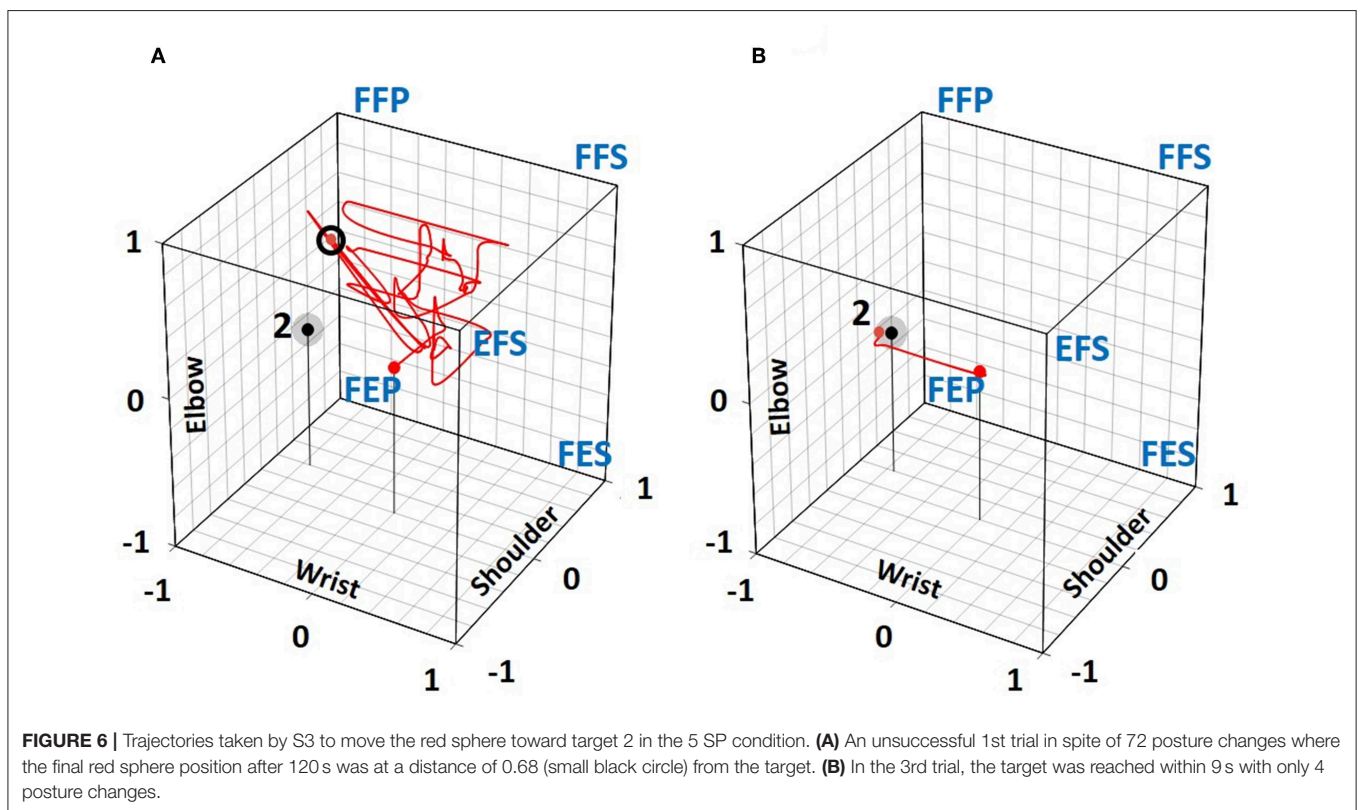 A
B
FFP
FFS
1
2
EFS
FEP
0
Elbow
FES
1
-1
Wrist
Shoulder
-1
0
0
1
-1
FFP
FFS
1
2
EFS
FEP
0
Elbow
FES
1
-1
Wrist
Shoulder
-1
0
0
1
-1
FIGURE 6 | Trajectories taken by S3 to move the red sphere toward target 2 in the 5 SP condition. (A) An unsuccessful 1st trial in spite of 72 posture changes where
the final red sphere position after 120 s was at a distance of 0.68 (small black circle) from the target. (B) In the 3rd trial, the target was reached within 9 s with only 4
posture changes.